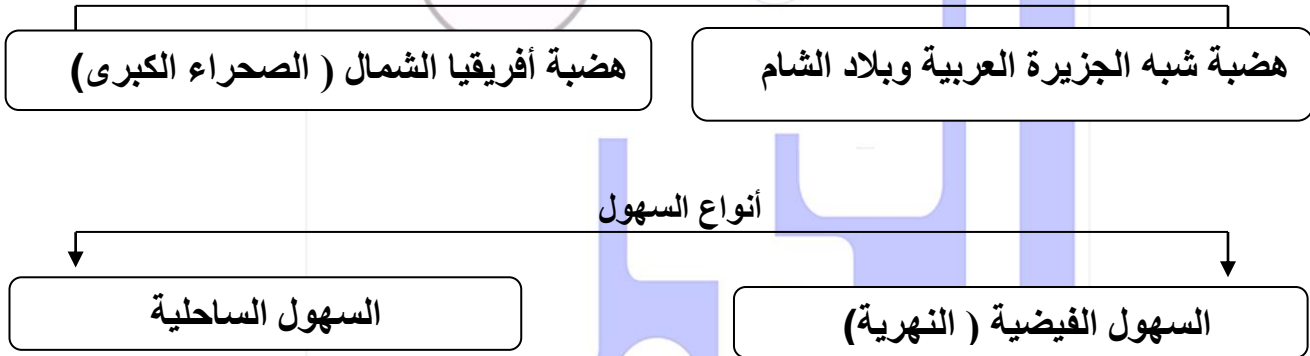 هضبة شبه الجزيرة العربية وبلاد الشام
هضبة أفريقيا الشمال ( الصحراء الكبرى)
أنواع السهول
السهول الفيضية ( النهرية)
السهول الساحلية